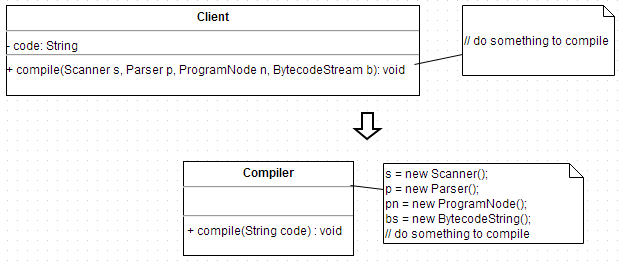 Client
- code: String
+ compile(Scanner s, Parser p, ProgramNode n, BytecodeStream b): void
// do something to compile
Compiler
+ compile(String code) : void
s = new Scanner();
p = new Parser();
pn = new ProgramNode();
bs = new BytecodeString();
// do something to compile